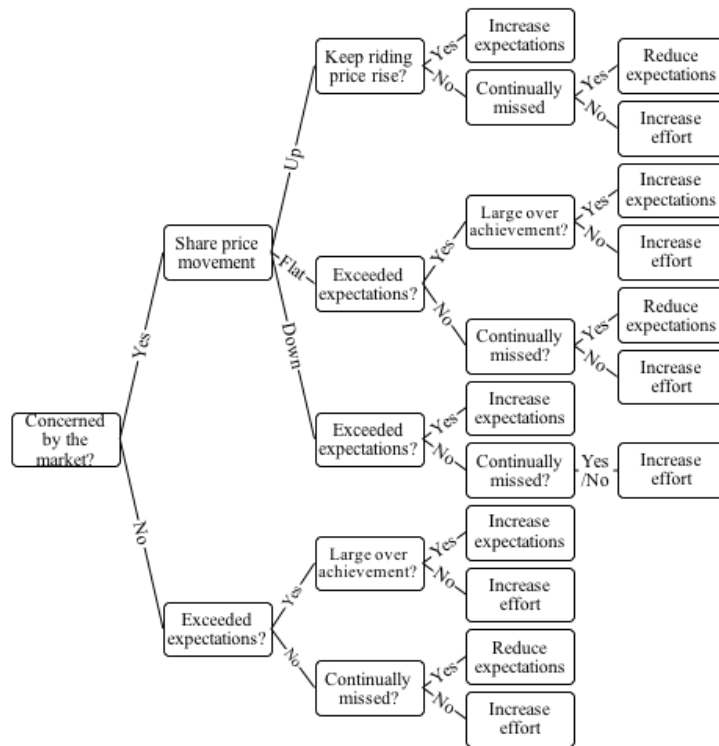 Increase
expectations
Keep riding
price rise?
Yes
No
Continually
missed
Yes
No
Reduce
expectations
Increase
effort
Up
Share price
movement
Flat
Down
Exceeded
expectations?
Yes
No
Large over
achievement?
Yes
No
Increase
expectations
Increase
effort
Continually
missed?
Yes
No
Reduce
expectations
Increase
effort
Yes
Concerned
by the
market?
No
Exceeded
expectations?
Yes
No
Increase
expectations
Continually
missed?
Yes
/No
Increase
effort
Exceeded
expectations?
Yes
No
Large over
achievement?
Yes
No
Increase
expectations
Increase
effort
Continually
missed?
Yes
No
Reduce
expectations
Increase
effort